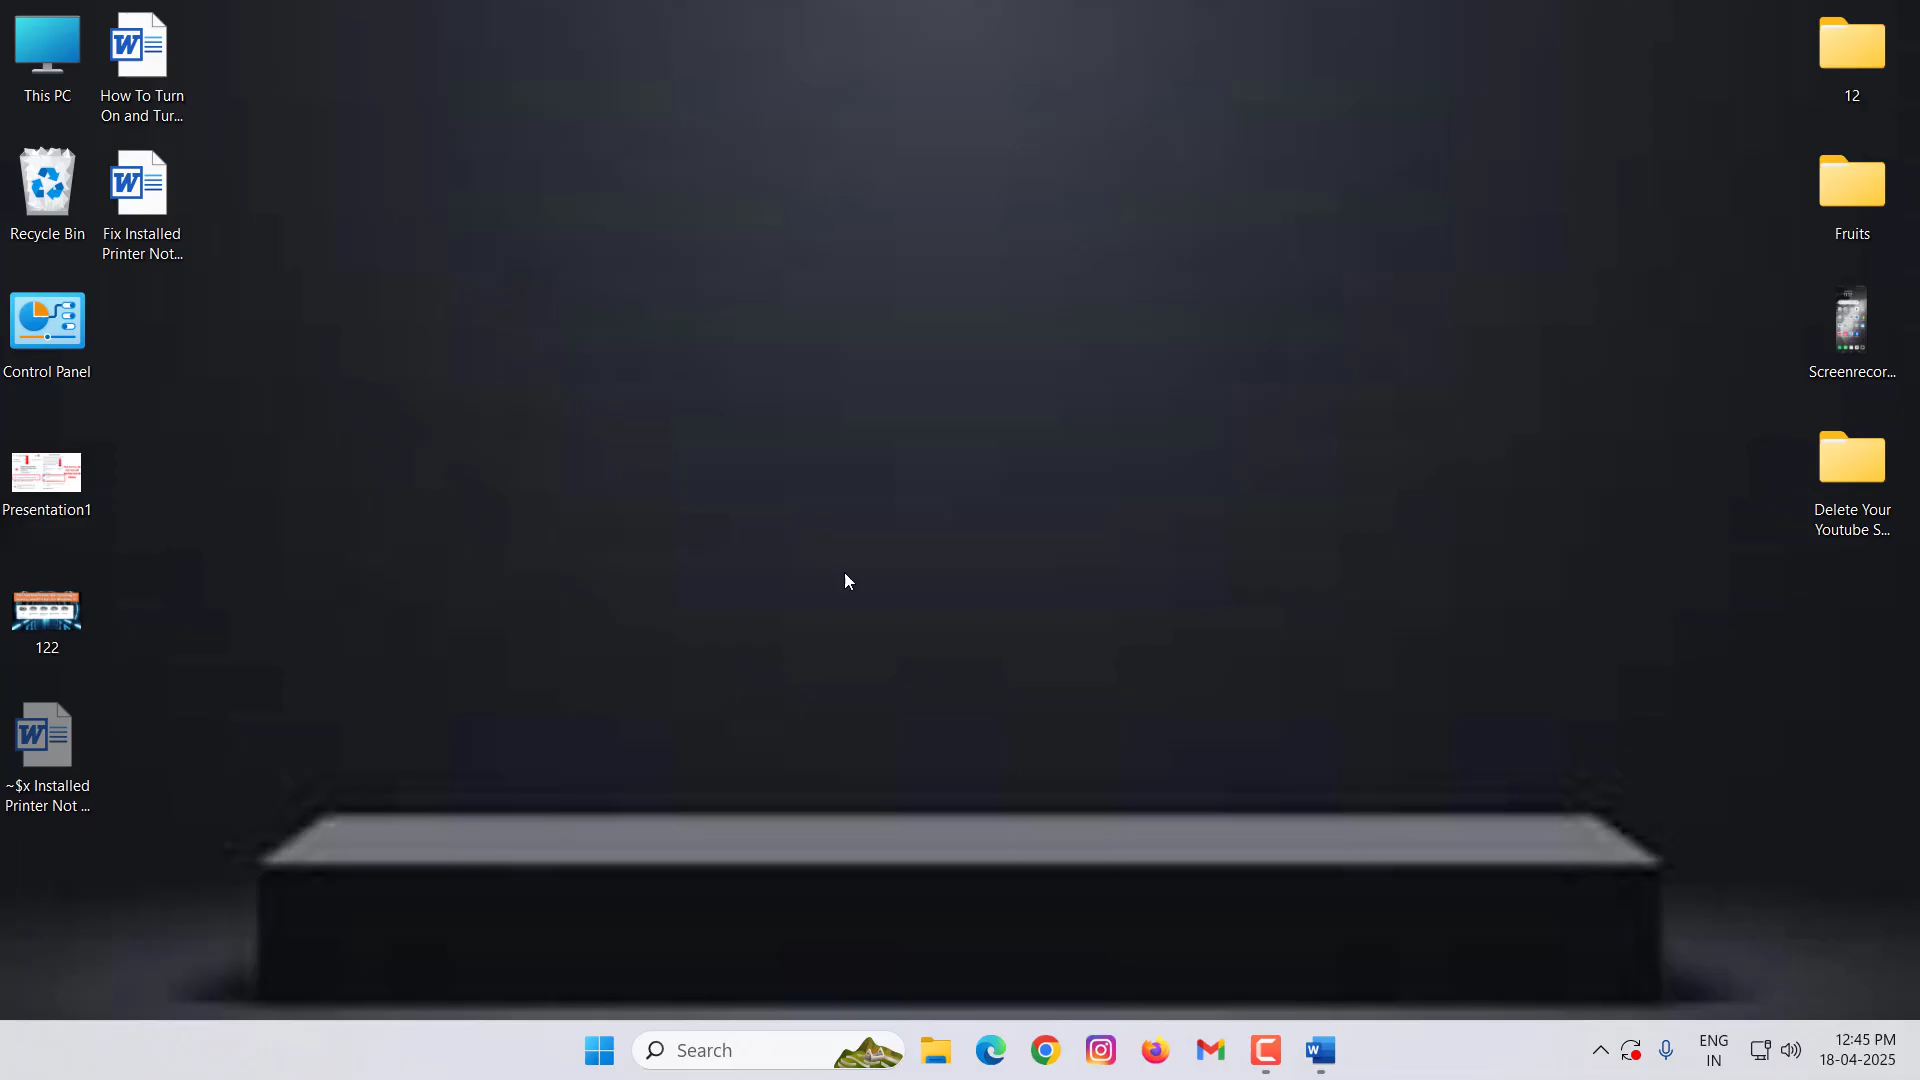 This PC
How To Turn
On and Tur...
Recycle Bin
Fix Installed
Printer Not...
Control Panel
Presentation1
122
~$x Installed
Printer Not ...
12
Fruits
Screenrecor...
Delete Your
Youtube S...
Search
ENG
IN
12:45 PM
18-04-2025